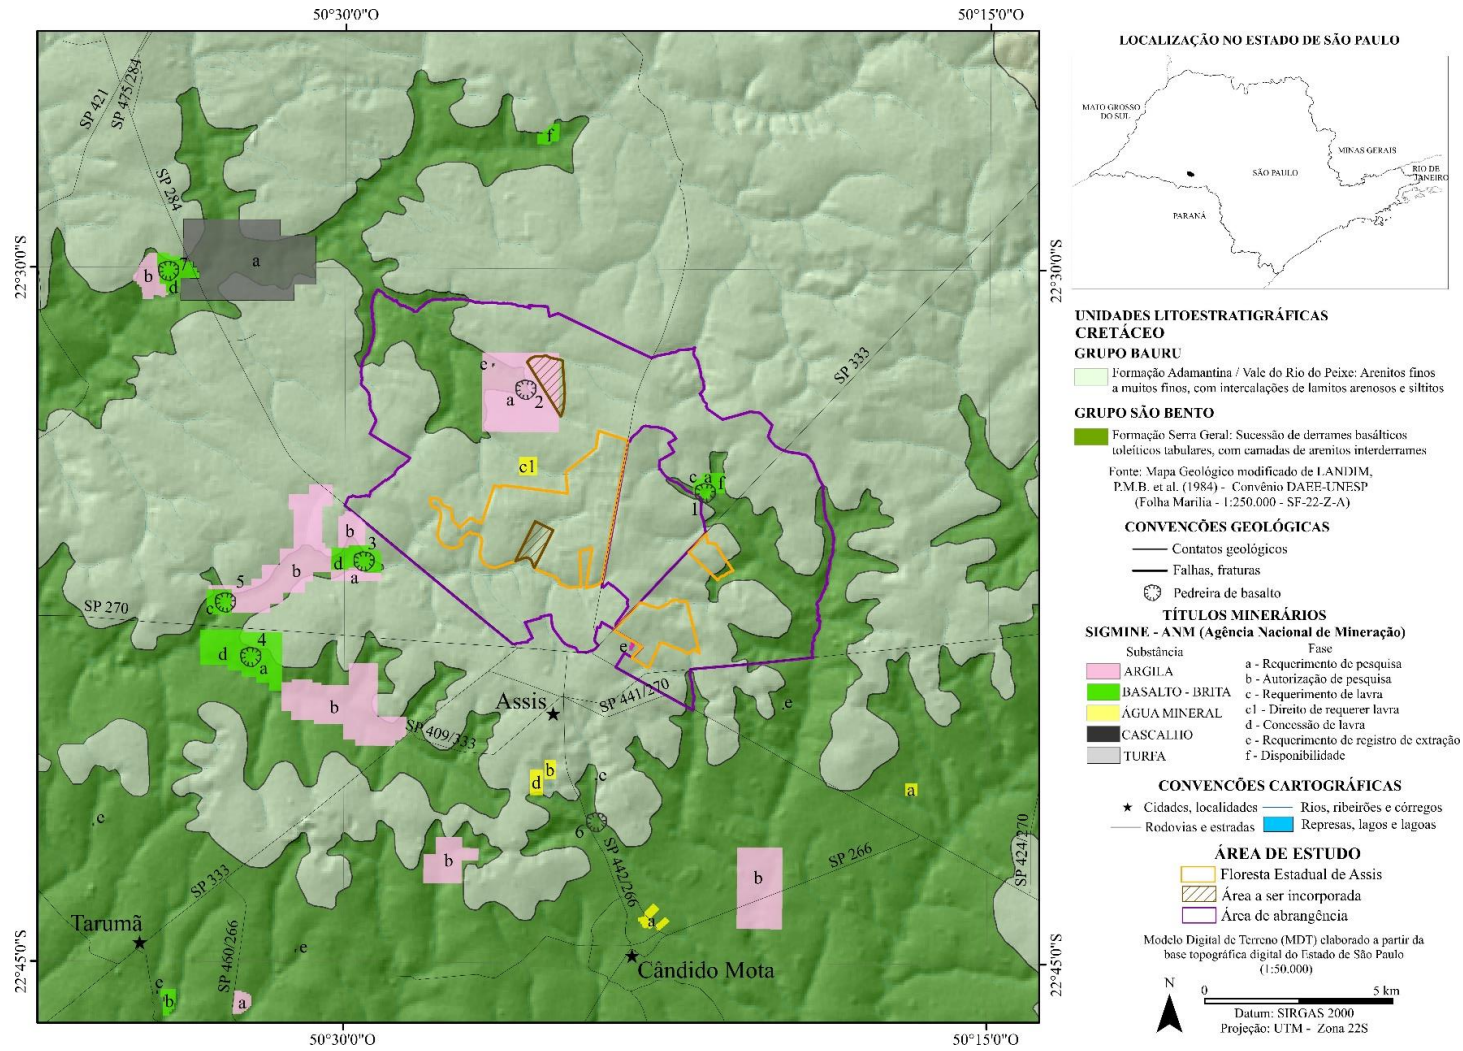 50°30'0"O
50°15'0"O
SP 421
SP 475/284
f
SP 284
22°30'0"S
22°30'0"S
7
a
b
d
SP 333
c
a
2
c1
c
a
f
1
b
3
b
d
a
5
c
SP 270
4
d
a
e
b
Assis
SP 441/270
e
SP 409/333
b
d
c
a
6
b
SP 333
SP 442/266
SP 266
SP 424/270
b
Tarumã
a
SP 460/266
e
Cândido Mota
22°45'0"S
22°45'0"S
c
e
b
a
50°30'0"O
50°15'0"O
LOCALIZAÇÃO NO ESTADO DE SÃO PAULO
MATO GROSSO
DO SUL
MINAS GERAIS
RIO DE
JANEIRO
SÃO PAULO
PARANÁ
UNIDADES LITOESTRATIGRÁFICAS
CRETÁCEO
GRUPO BAURU
Formação Adamantina / Vale do Rio do Peixe: Arenitos finos
a muitos finos, com intercalações de lamitos arenosos e siltitos
GRUPO SÃO BENTO
Formação Serra Geral: Sucessão de derrames basálticos
toleíticos tabulares, com camadas de arenitos interderrames
Fonte: Mapa Geológico modificado de LANDIM,
P.M.B. et al. (1984) - Convênio DAEE-UNESP
(Folha Marília - 1:250.000 - SF-22-Z-A)
CONVENCÕES GEOLÓGICAS
Contatos geológicos
Falhas, fraturas
Pedreira de basalto
TÍTULOS MINERÁRIOS
SIGMINE - ANM (Agência Nacional de Mineração)
Substância
ARGILA
BASALTO - BRITA
ÁGUA MINERAL
CASCALHO
TURFA
Fase
a - Requerimento de pesquisa
b - Autorização de pesquisa
c - Requerimento de lavra
c1 - Direito de requerer lavra
d - Concessão de lavra
e - Requerimento de registro de extração
f - Disponibilidade
CONVENCÕES CARTOGRÁFICAS
Cidades, localidades
Rios, ribeirões e córregos
Rodovias e estradas
Represas, lagos e lagoas
ÁREA DE ESTUDO
Floresta Estadual de Assis
Área a ser incorporada
Área de abrangência
Modelo Digital de Terreno (MDT) elaborado a partir da
base topográfica digital do Estado de São Paulo
(1:50.000)
N
0
5 km
Datum: SIRGAS 2000
Projeção: UTM - Zona 22S